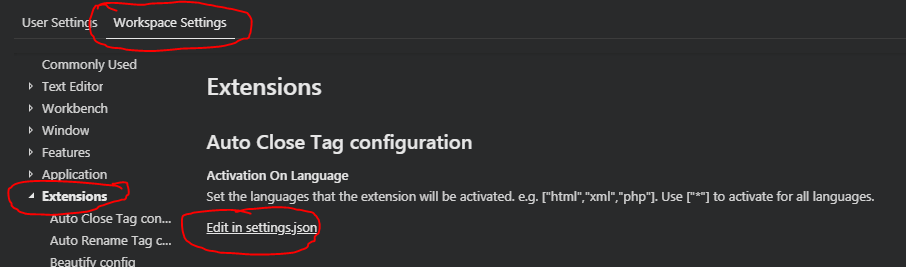 User Settings Workspace Settings
Commonly Used
Text Editor
Workbench
Window
Features
Application
Extensions
Auto Close Tag con...
Auto Rename Tag c...
Beautify config
Extensions
Auto Close Tag configuration
Activation On Language
Set the languages that the extension will be activated. e.g. ["html","xml","php"]. Use ["*"] to activate for all languages.
Edit in settings.json